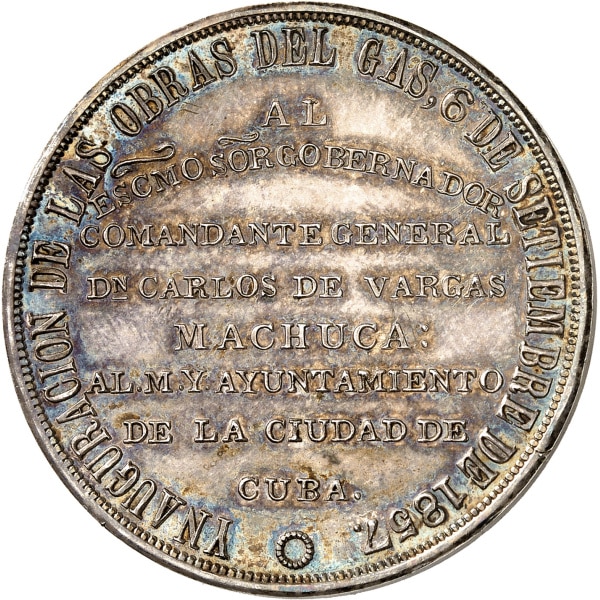 YNAUGURACION DE LAS OBRAS DEL GAS, 6 DE SETIEMBRE DE 1857.
AL
ESCMO SÕR GOBERNADOR
COMANDANTE GENERAL
DN CARLOS DE VARGAS
MACHUCA:
AL M. Y AYUNTAMIENTO
DE LA CIUDAD DE
CUBA.